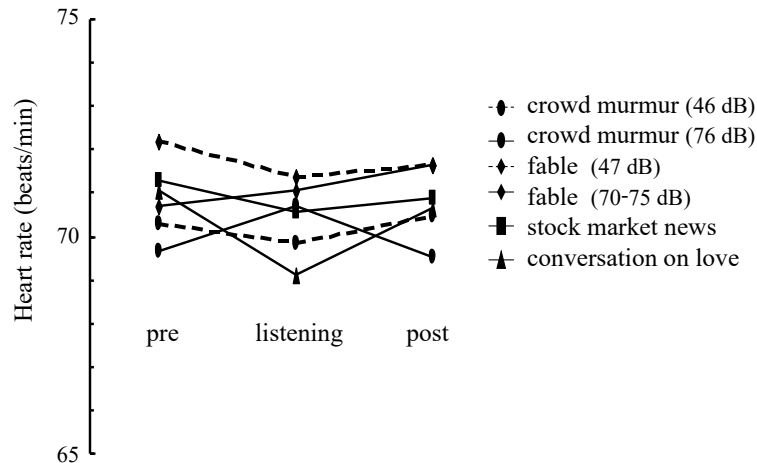 75
70
65
Heart rate (beats/min)
pre listening post
crowd murmur (46 dB)
crowd murmur (76 dB)
fable (47 dB)
fable (70-75 dB)
stock market news
conversation on love